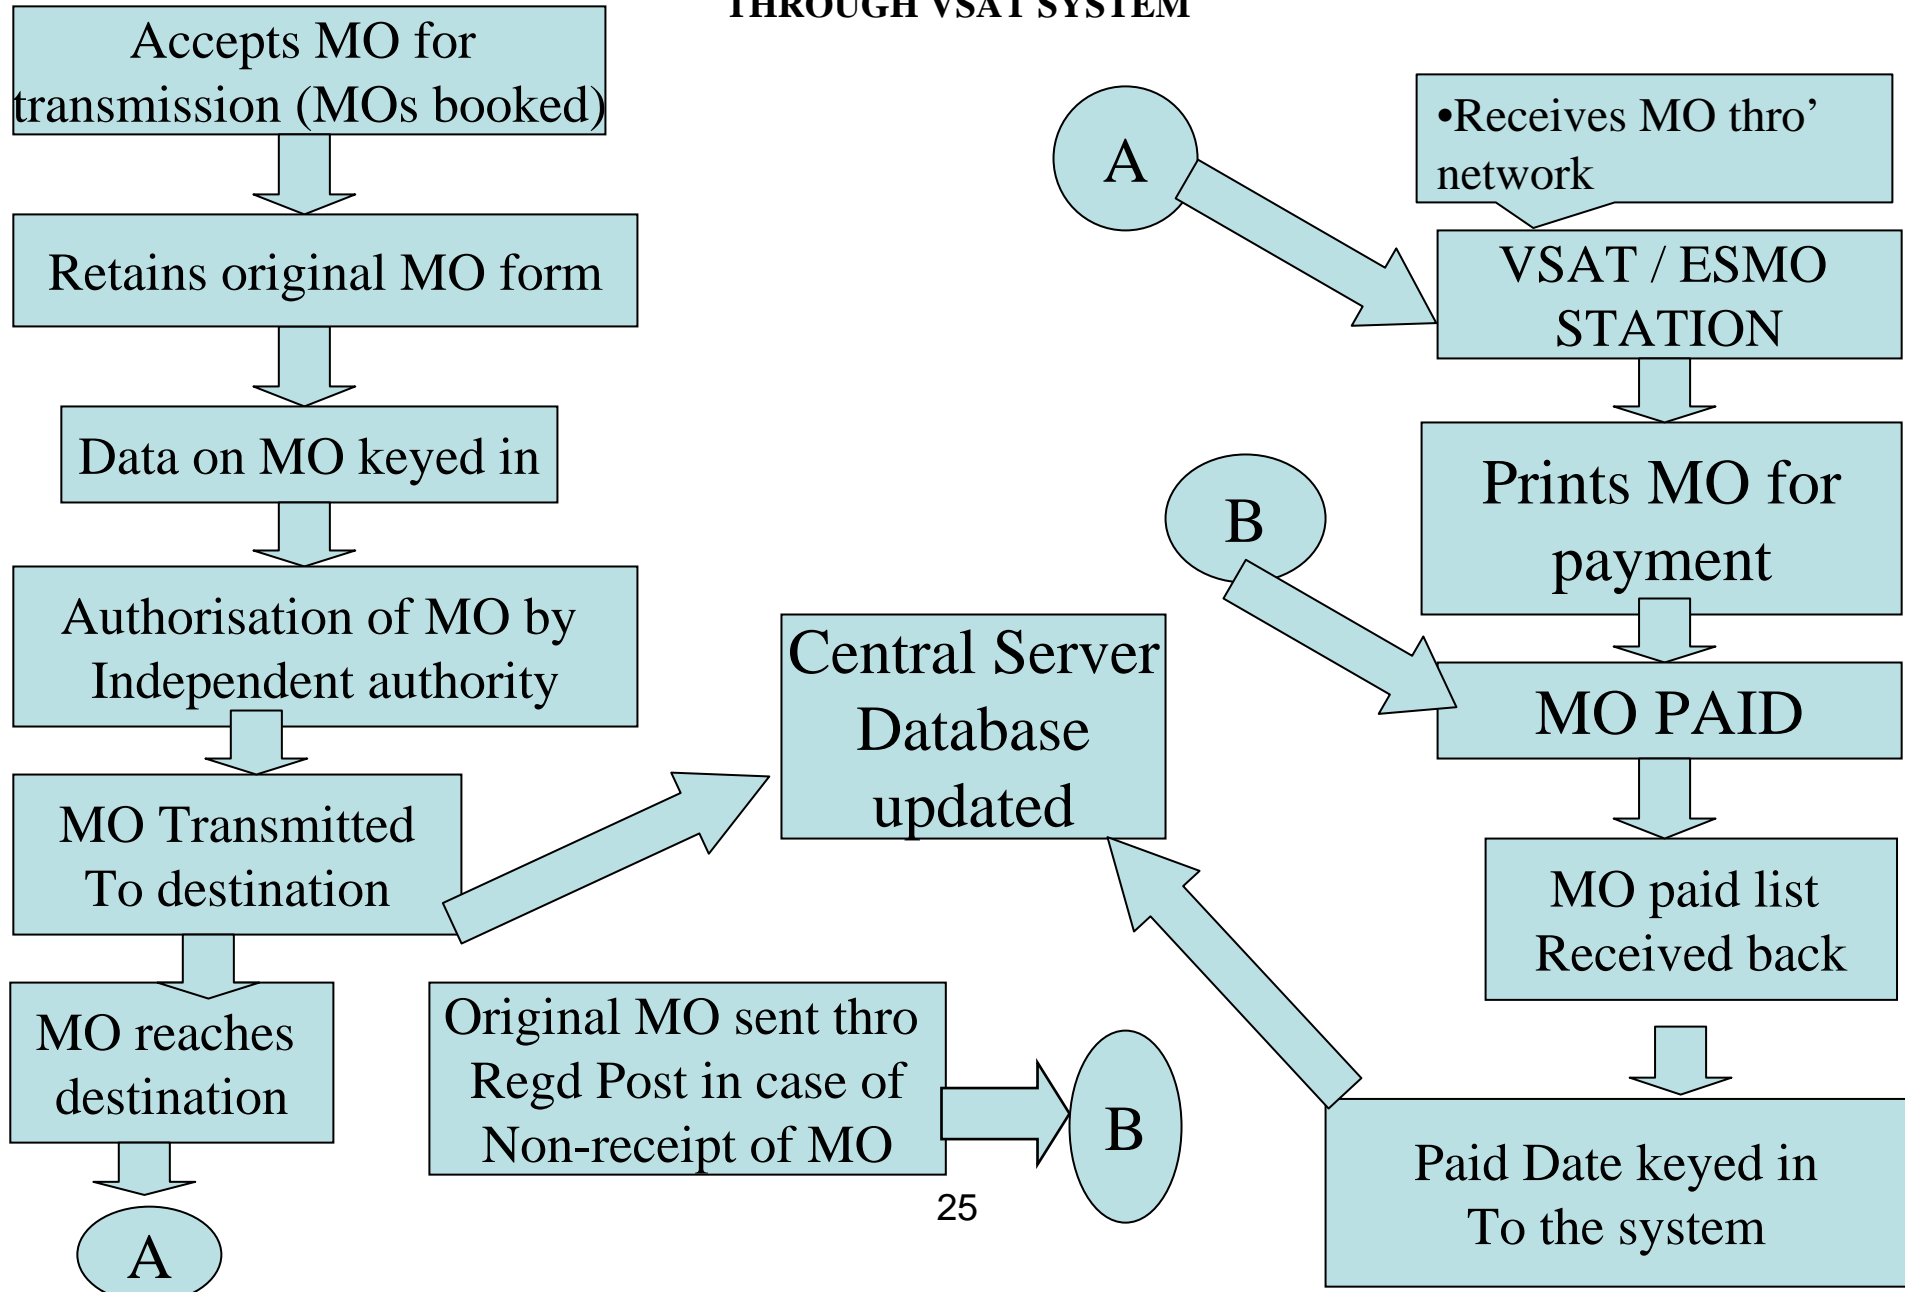 THROUGH VSAT SYSTEM
Accepts MO for
transmission (MOs booked)
Retains original MO form
Data on MO keyed in
Authorisation of MO by
Independent authority
MO Transmitted
To destination
MO reaches
destination
A
Original MO sent thro
Regd Post in case of
Non-receipt of MO
B
Central Server
Database
updated
A
•Receives MO thro’
network
VSAT / ESMO
STATION
Prints MO for
payment
B
MO PAID
MO paid list
Received back
Paid Date keyed in
To the system
25